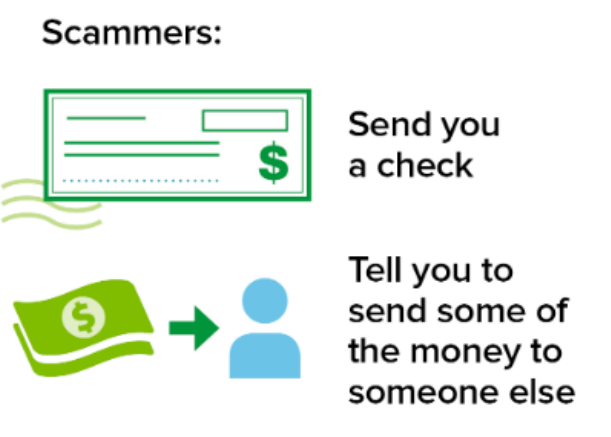 Scammers:
$
Send you
a check
$
Tell you to
send some of
the money to
someone else